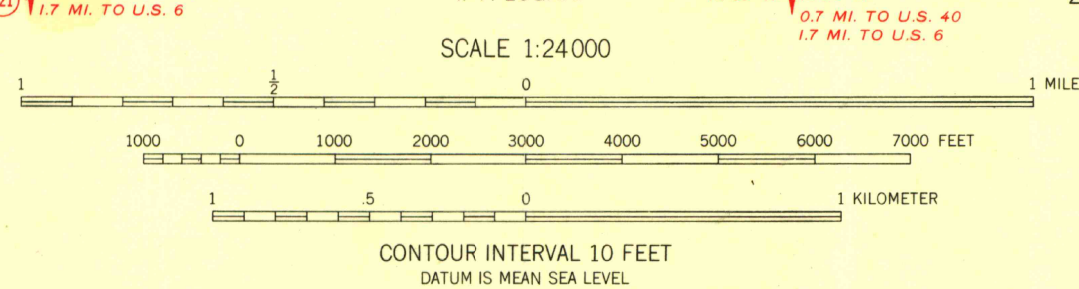 21
1.7 MI. TO U.S. 6
0.7 MI. TO U.S. 40
1.7 MI. TO U.S. 6
SCALE 1:24000
1 1/2 0 1 MILE
1000 0 1000 2000 3000 4000 5000 6000 7000 FEET
1 .5 0 1 KILOMETER
CONTOUR INTERVAL 10 FEET
DATUM IS MEAN SEA LEVEL